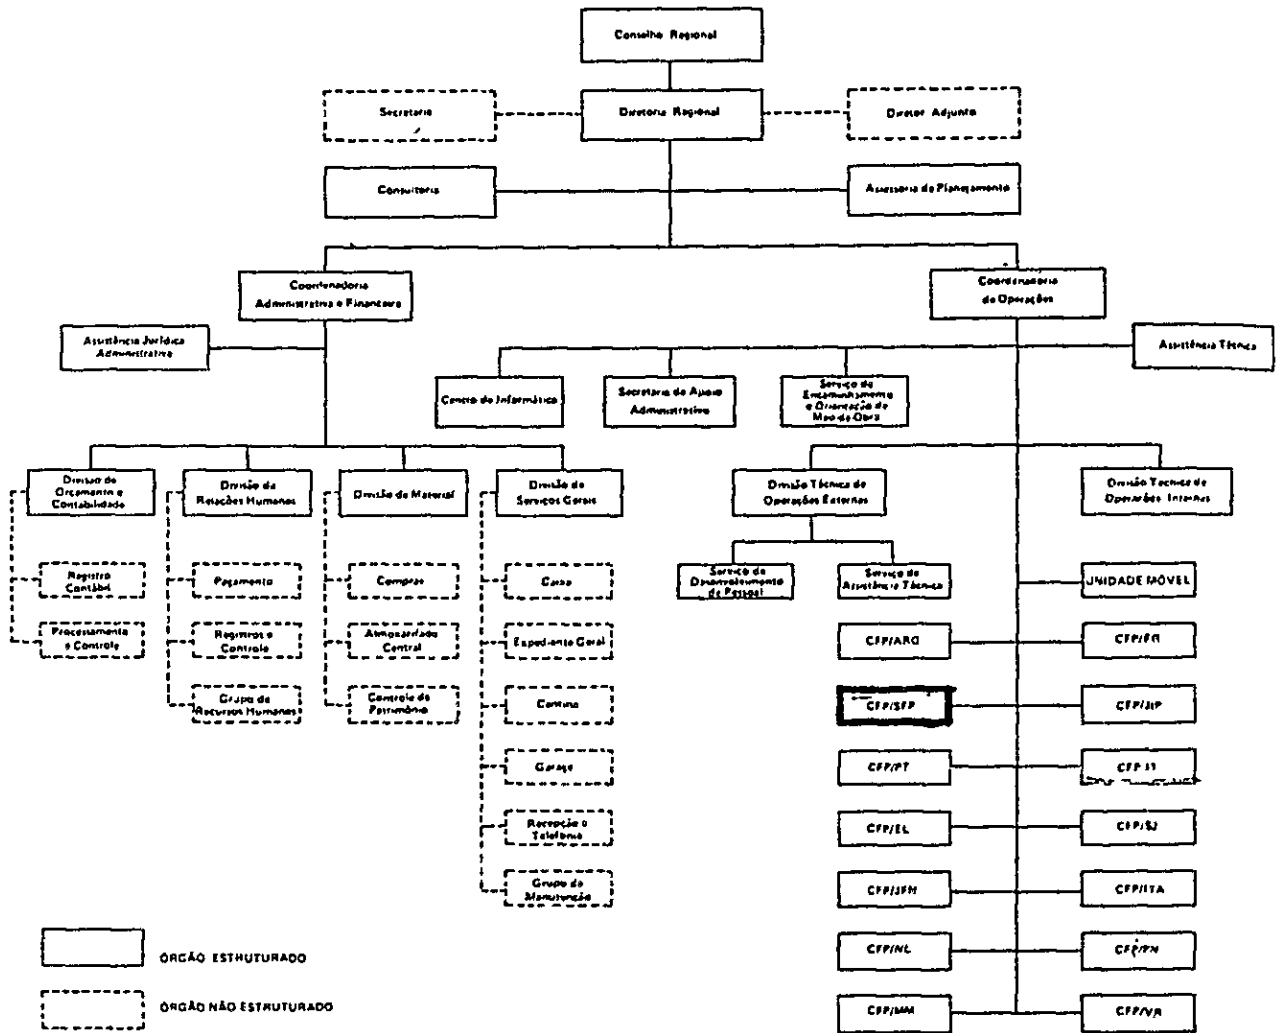 Conselho Regional
Secretaria
Diretoria Regional
Diretor Adjunto
Consultoria
Assessoria de Planejamento
Coordenadoria
Administrativa e Financeira
Coordenadoria
de Operações
Assistência Jurídica
Administrativa
Assistência Técnica
Centro de Informática
Secretaria de Apoio
Administrativo
Serviço de
Encaminhamento
e Orientação de
Mão-de-Obra
Divisão de
Orçamento e
Contabilidade
Divisão de
Relações Humanas
Divisão de Material
Divisão de
Serviços Gerais
Divisão Técnica de
Operações Externas
Divisão Técnica de
Operações Internas
Registro
Contábil
Pagamento
Compras
Caixa
Serviço de
Desenvolvimento
de Pessoal
Serviço de
Assistência Técnica
UNIDADE MÓVEL
Processamento
e Controle
Registros e
Controle
Almoxarifado
Central
Expediente Geral
CFP/ARO
Grupo de
Recursos Humanos
Controle de
Patrimônio
Cantina
CFP/SFP
CFP/JIP
Garage
CFP/PT
Recepção e
Telefonia
CFP/EL
CFP/SJ
Grupo de
Manutenção
CFP/JFM
CFP/ITA
ÓRGÃO ESTRUTURADO
CFP/NL
CFP/PN
ÓRGÃO NÃO ESTRUTURADO
CFP/MM
CFP/VR